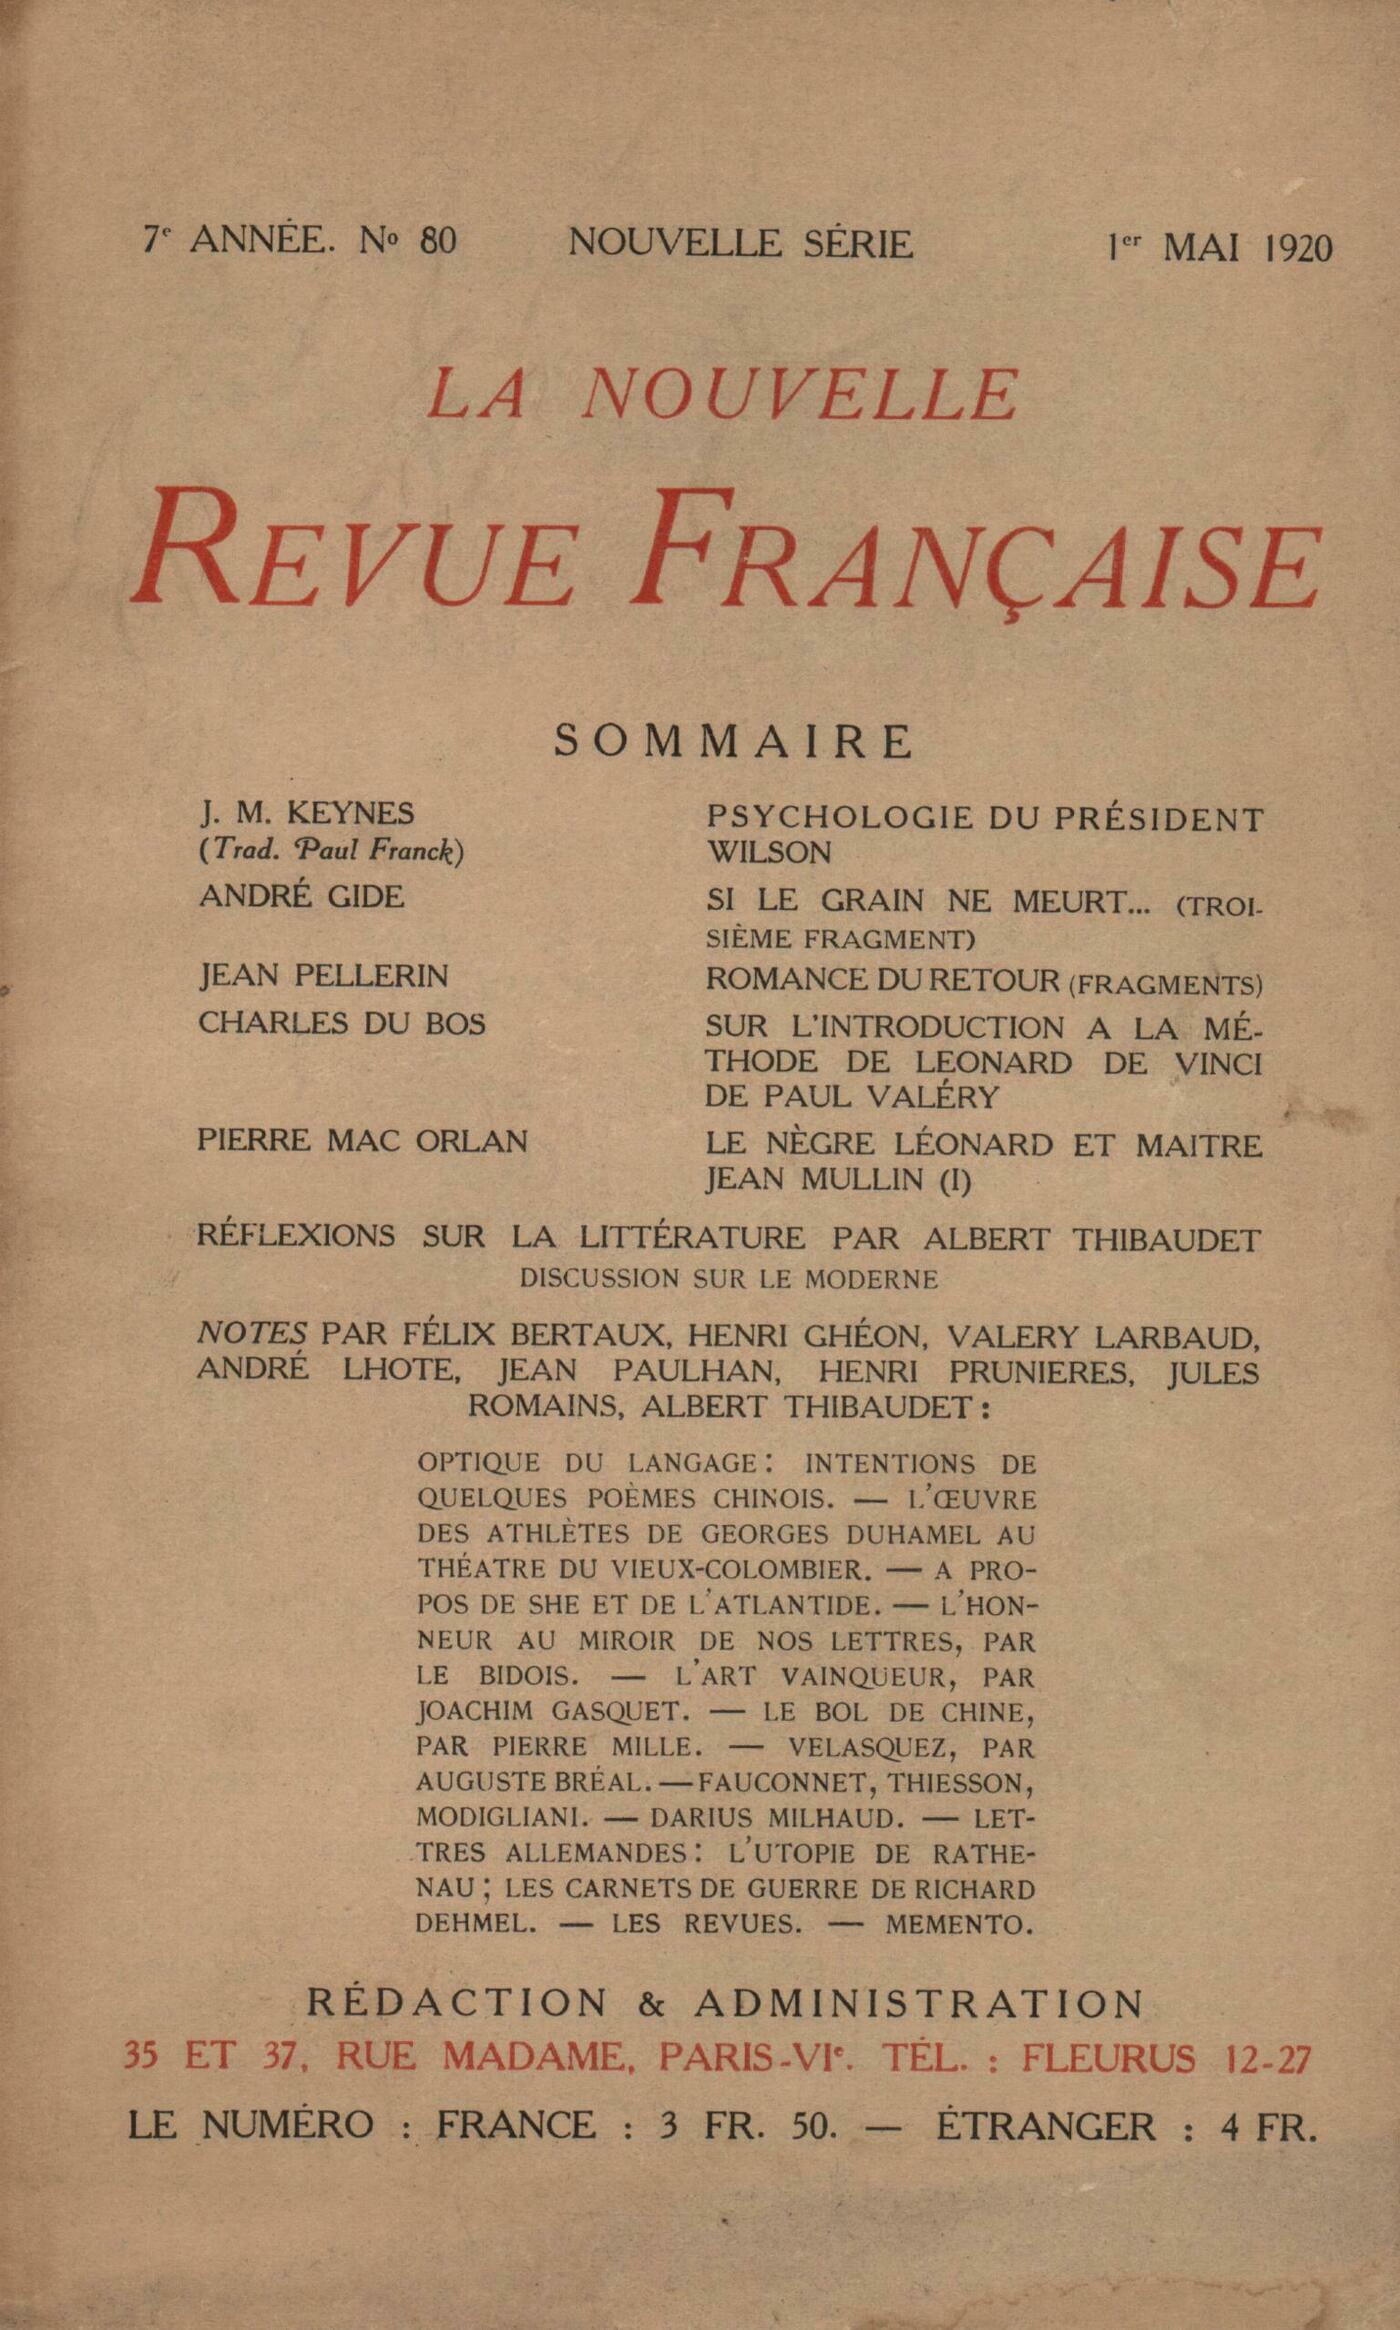 7e ANNÉE. No 80 NOUVELLE SÉRIE 1er MAI 1920
LA NOUVELLE
REVUE FRANÇAISE
SOMMAIRE
J. M. KEYNES PSYCHOLOGIE DU PRÉSIDENT
(Trad. Paul Franck) WILSON
ANDRÉ GIDE SI LE GRAIN NE MEURT... (TROI-
SIÈME FRAGMENT)
JEAN PELLERIN ROMANCE DU RETOUR (FRAGMENTS)
CHARLES DU BOS SUR L'INTRODUCTION A LA MÉ-
THODE DE LEONARD DE VINCI
DE PAUL VALÉRY
PIERRE MAC ORLAN LE NÈGRE LÉONARD ET MAITRE
JEAN MULLIN (I)
RÉFLEXIONS SUR LA LITTÉRATURE PAR ALBERT THIBAUDET
DISCUSSION SUR LE MODERNE
NOTES PAR FÉLIX BERTAUX, HENRI GHÉON, VALERY LARBAUD,
ANDRÉ LHOTE, JEAN PAULHAN, HENRI PRUNIERES, JULES
ROMAINS, ALBERT THIBAUDET :
OPTIQUE DU LANGAGE : INTENTIONS DE
QUELQUES POÈMES CHINOIS. — L'ŒUVRE
DES ATHLÈTES DE GEORGES DUHAMEL AU
THÉATRE DU VIEUX-COLOMBIER. — A PRO-
POS DE SHE ET DE L'ATLANTIDE. — L'HON-
NEUR AU MIROIR DE NOS LETTRES, PAR
LE BIDOIS. — L'ART VAINQUEUR, PAR
JOACHIM GASQUET. — LE BOL DE CHINE,
PAR PIERRE MILLE. — VELASQUEZ, PAR
AUGUSTE BRÉAL. — FAUCONNET, THIESSON,
MODIGLIANI. — DARIUS MILHAUD. — LET-
TRES ALLEMANDES : L'UTOPIE DE RATHE-
NAU ; LES CARNETS DE GUERRE DE RICHARD
DEHMEL. — LES REVUES. — MEMENTO.
RÉDACTION & ADMINISTRATION
35 ET 37, RUE MADAME, PARIS-VIe. TÉL. : FLEURUS 12-27
LE NUMÉRO : FRANCE : 3 FR. 50. — ÉTRANGER : 4 FR.